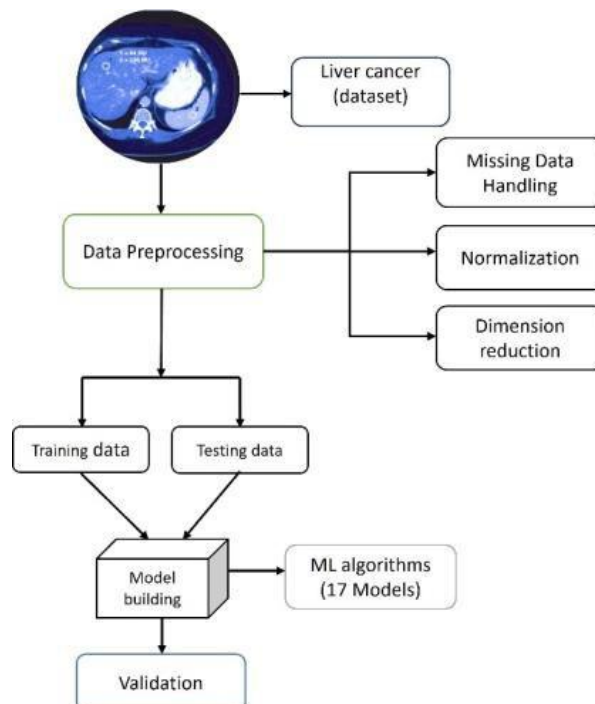 Liver cancer
(dataset)
Missing Data
Handling
Data Preprocessing
Normalization
Dimension
reduction
Training data
Testing data
Model
building
ML algorithms
(17 Models)
Validation